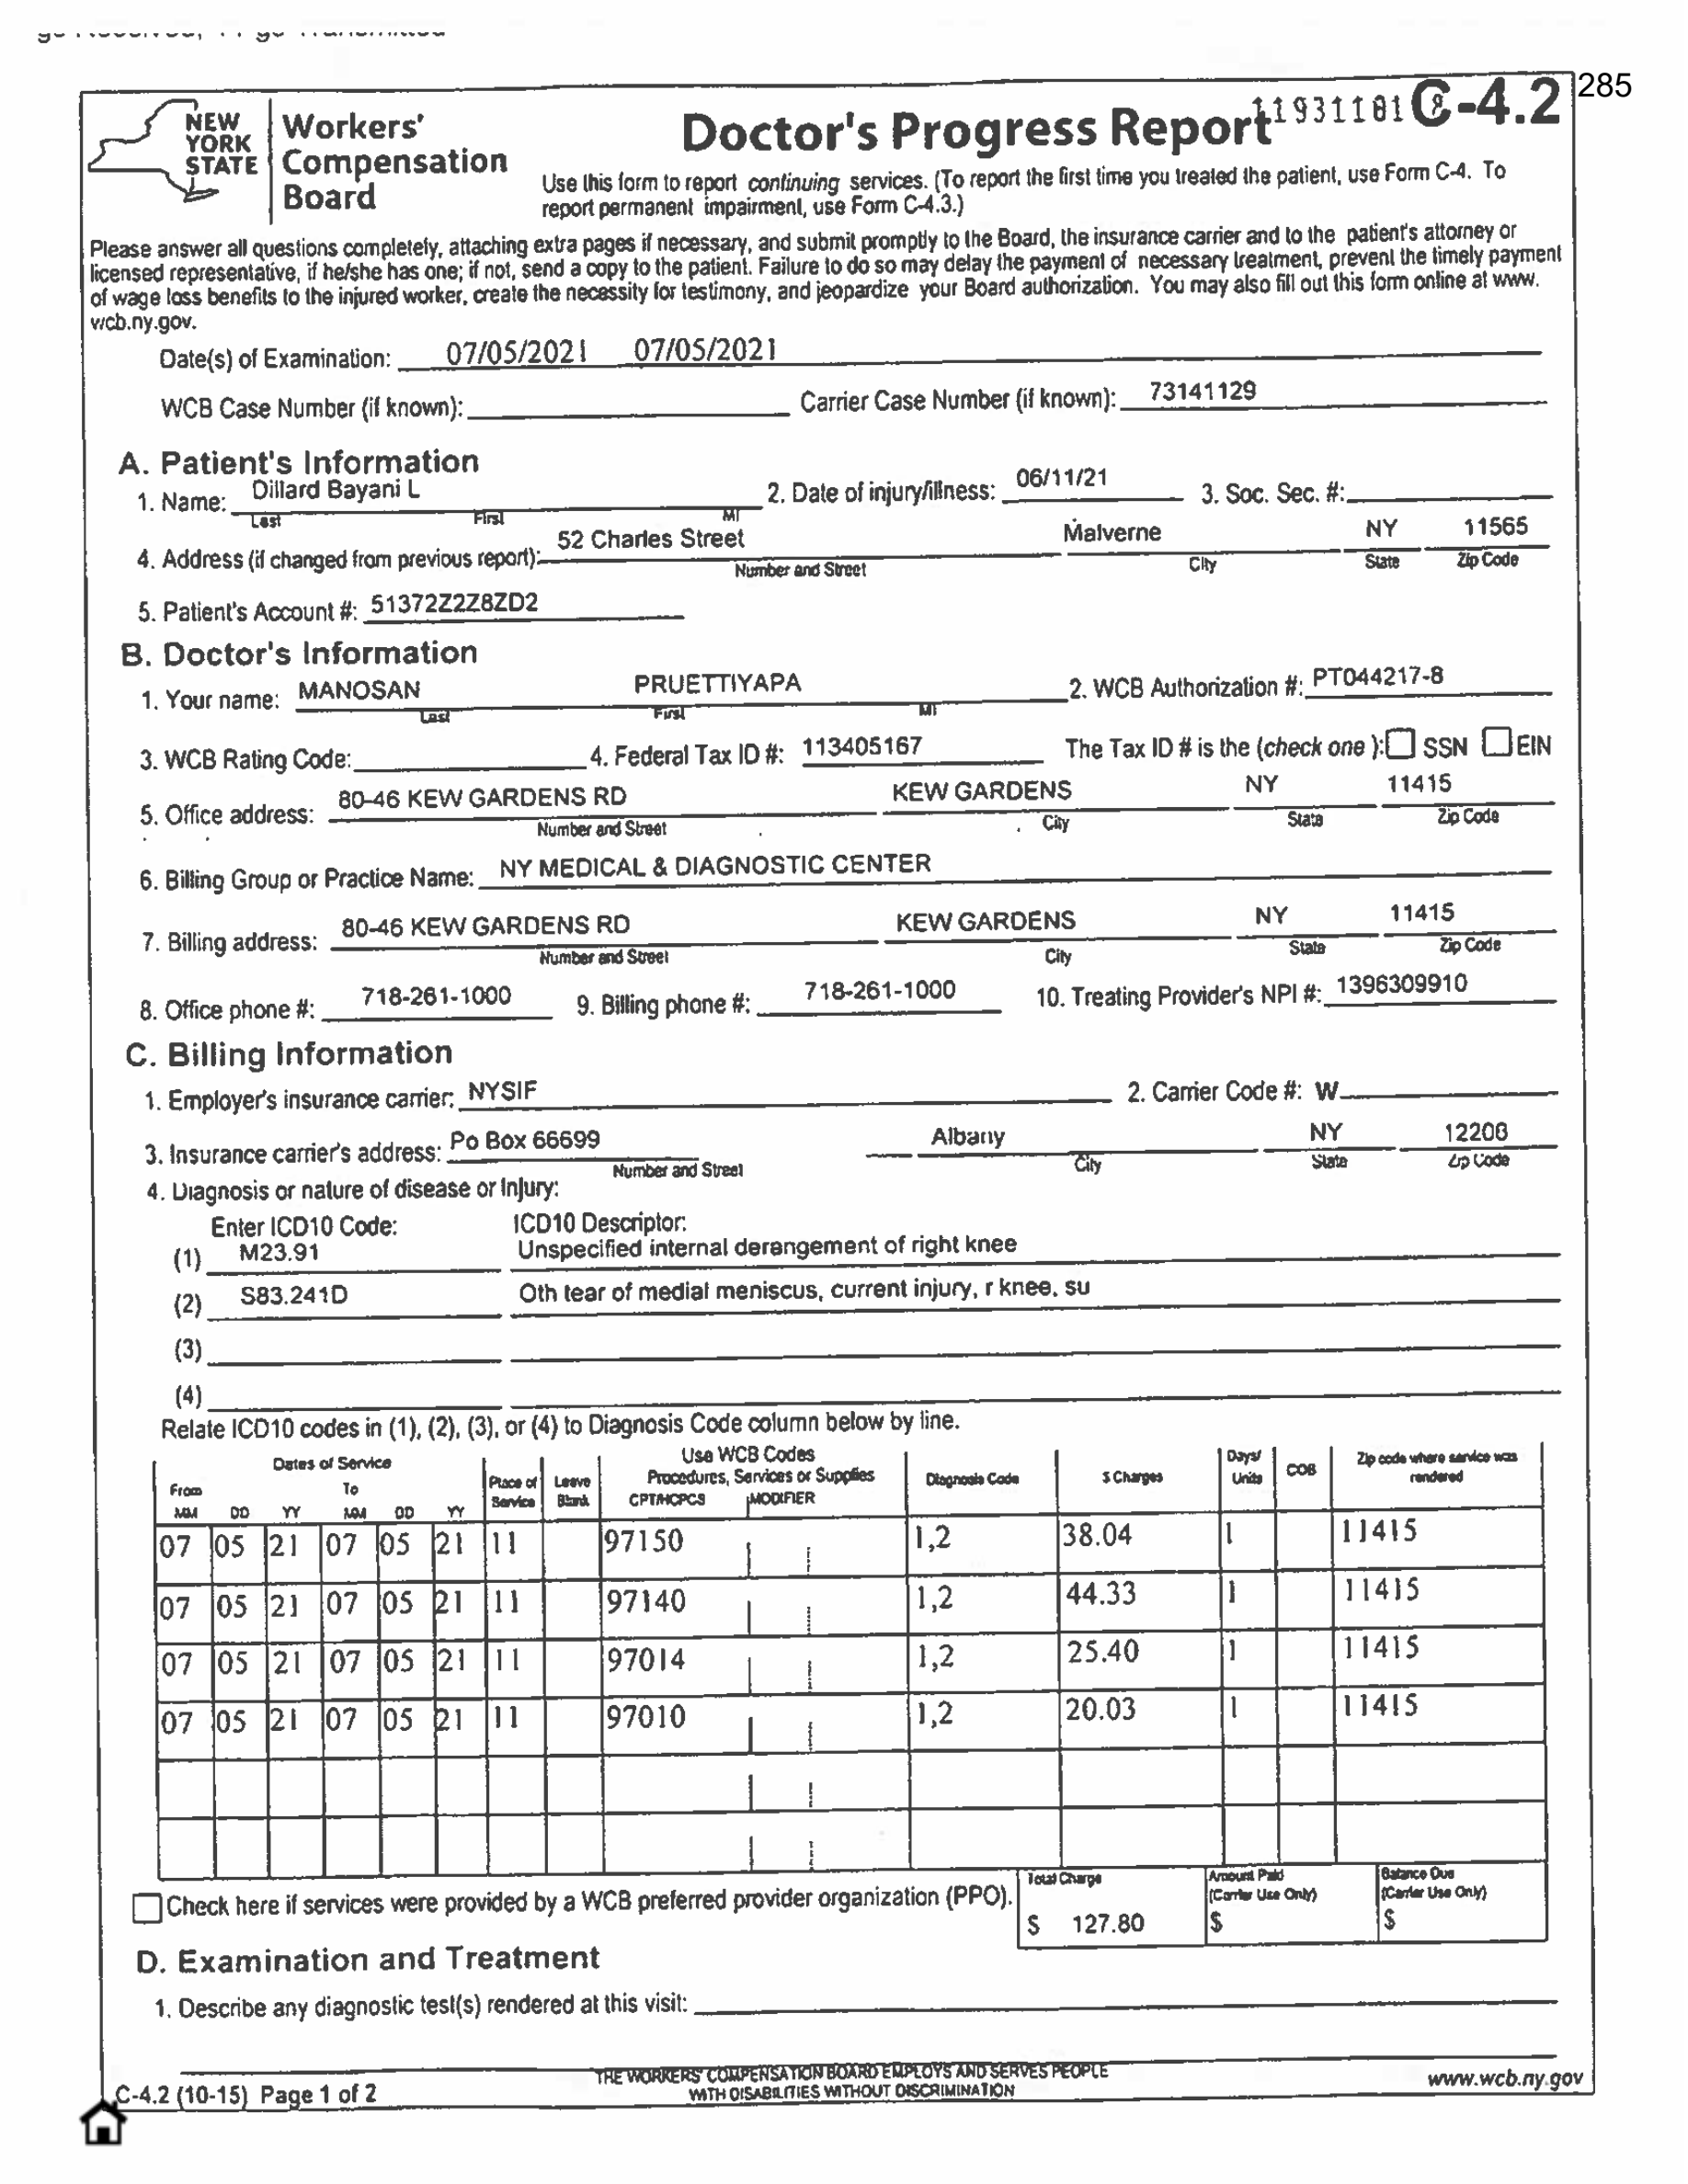 285
NEW YORK STATE Workers' Compensation Board
Doctor's Progress Report
C-4.2
Use this form to report continuing services. (To report the first time you treated the patient, use Form C-4. To
report permanent impairment, use Form C-4.3.)
Please answer all questions completely, attaching extra pages if necessary, and submit promptly to the Board, the insurance carrier and to the patient's attorney or
licensed representative, if he/she has one; if not, send a copy to the patient. Failure to do so may delay the payment of necessary treatment, prevent the timely payment
of wage loss benefits to the injured worker, create the necessity for testimony, and jeopardize your Board authorization. You may also fill out this form online at www.
wcb.ny.gov.
Date(s) of Examination: 07/05/2021 07/05/2021
WCB Case Number (if known): Carrier Case Number (if known): 73141129
A. Patient's Information
1. Name: Dillard Bayani L 2. Date of injury/illness: 06/11/21 3. Soc. Sec. #:
Last First MI
4. Address (if changed from previous report): 52 Charles Street Malverne NY 11565
Number and Street City State Zip Code
5. Patient's Account #: 51372Z2Z8ZD2
B. Doctor's Information
1. Your name: MANOSAN PRUETTIYAPA 2. WCB Authorization #: PT044217-8
Last First MI
3. WCB Rating Code: 4. Federal Tax ID #: 113405167 The Tax ID # is the (check one ): SSN EIN
5. Office address: 80-46 KEW GARDENS RD KEW GARDENS NY 11415
Number and Street City State Zip Code
6. Billing Group or Practice Name: NY MEDICAL & DIAGNOSTIC CENTER
7. Billing address: 80-46 KEW GARDENS RD KEW GARDENS NY 11415
Number and Street City State Zip Code
8. Office phone #: 718-261-1000 9. Billing phone #: 718-261-1000 10. Treating Provider's NPI #: 1396309910
C. Billing Information
1. Employer's insurance carrier: NYSIF 2. Carrier Code #: W
3. Insurance carrier's address: Po Box 66699 Albany NY 12206
Number and Street City State Zip Code
4. Diagnosis or nature of disease or Injury:
Enter ICD10 Code: ICD10 Descriptor:
(1) M23.91 Unspecified internal derangement of right knee
(2) S83.241D Oth tear of medial meniscus, current injury, r knee, su
(3)
(4)
Relate ICD10 codes in (1), (2), (3), or (4) to Diagnosis Code column below by line.
Dates of Service Use WCB Codes Days/ Zip code where service was
From To Place of Leave Procedures, Services or Supplies Diagnosis Code $ Charges Units COB rendered
MM DD YY MM DD YY Service Blank CPT/HCPCS MODIFIER
07 05 21 07 05 21 11 97150 1,2 38.04 1 11415
07 05 21 07 05 21 11 97140 1,2 44.33 1 11415
07 05 21 07 05 21 11 97014 1,2 25.40 1 11415
07 05 21 07 05 21 11 97010 1,2 20.03 1 11415
Check here if services were provided by a WCB preferred provider organization (PPO).
Total Charge Amount Paid (Carrier Use Only) Balance Due (Carrier Use Only)
$ 127.80 $ $
D. Examination and Treatment
1. Describe any diagnostic test(s) rendered at this visit:
THE WORKERS' COMPENSATION BOARD EMPLOYS AND SERVES PEOPLE
WITH DISABILITIES WITHOUT DISCRIMINATION
C-4.2 (10-15) Page 1 of 2
www.wcb.ny.gov